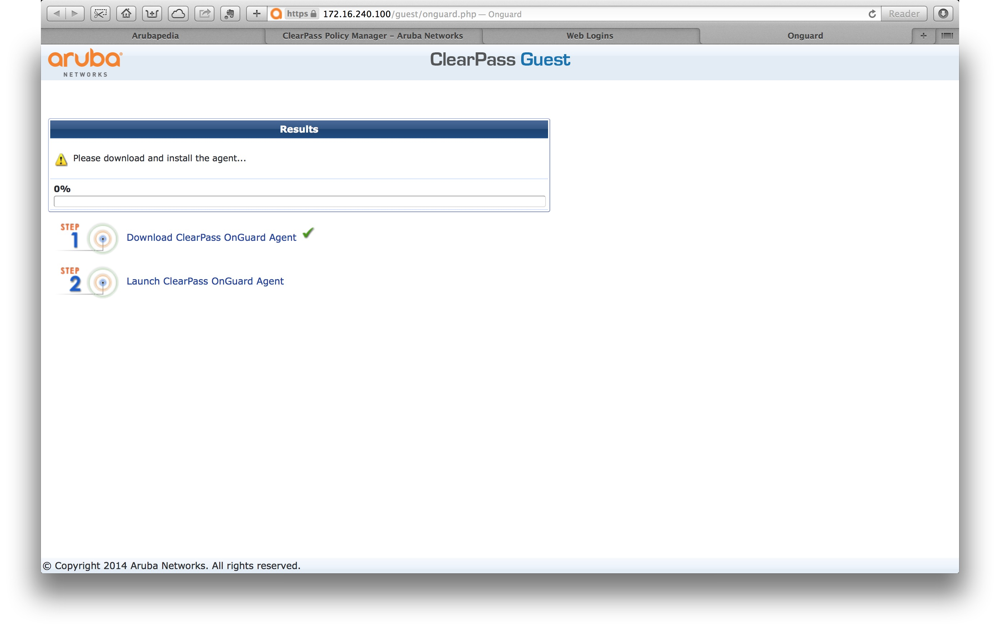 https 172.16.240.100/guest/onguard.php — Onguard Reader
Arubapedia ClearPass Policy Manager – Aruba Networks Web Logins Onguard
aruba®
NETWORKS
ClearPass Guest
Results
Please download and install the agent...
0%
STEP
1
Download ClearPass OnGuard Agent
STEP
2
Launch ClearPass OnGuard Agent
© Copyright 2014 Aruba Networks. All rights reserved.